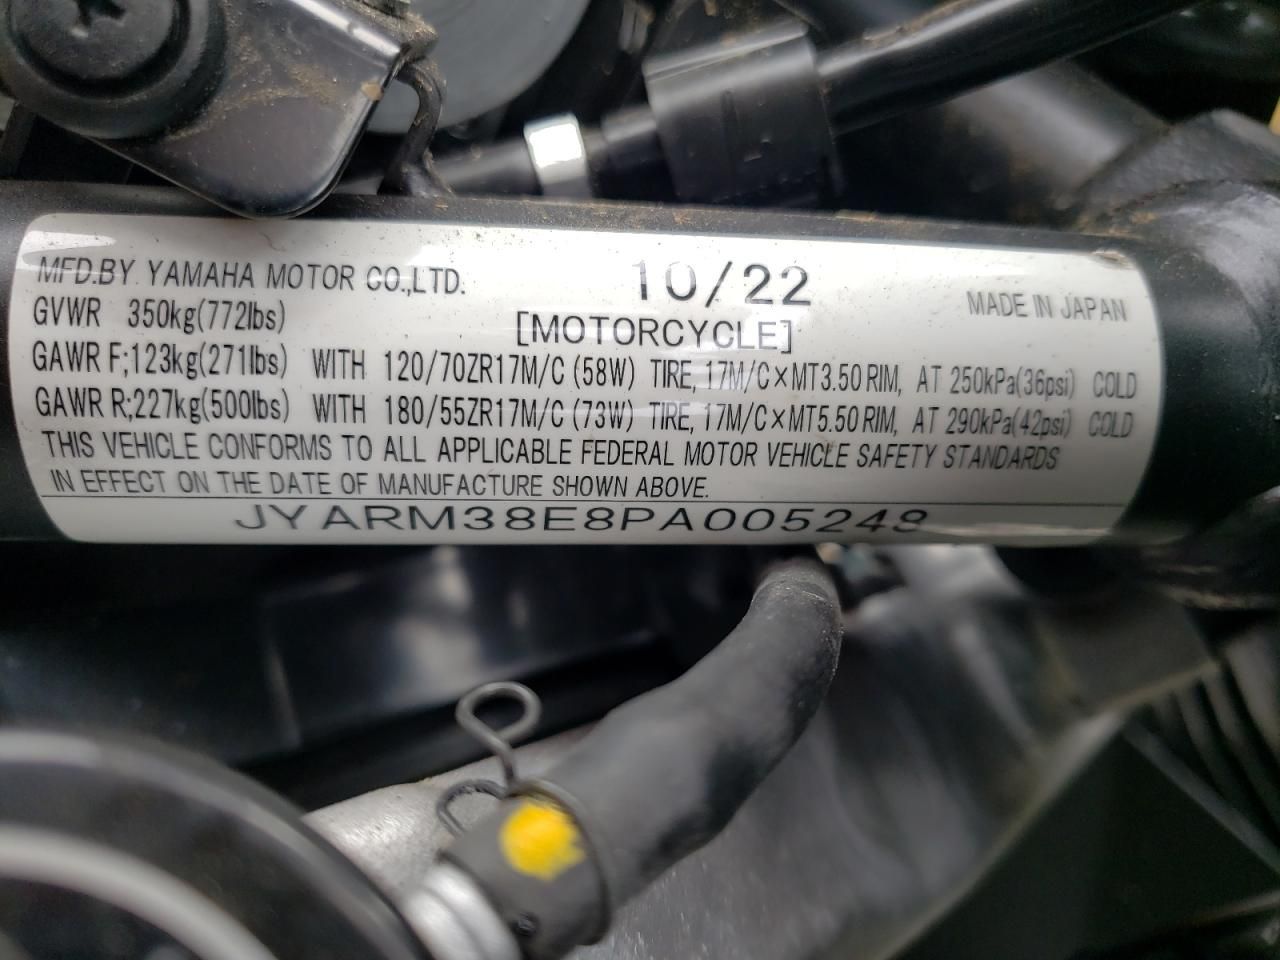 MFD.BY YAMAHA MOTOR CO.,LTD. 10/22 MADE IN JAPAN
GVWR 350kg(772lbs) [MOTORCYCLE]
GAWR F;123kg(271lbs) WITH 120/70ZR17M/C (58W) TIRE, 17M/C×MT3.50 RIM, AT 250kPa(36psi) COLD
GAWR R;227kg(500lbs) WITH 180/55ZR17M/C (73W) TIRE, 17M/C×MT5.50 RIM, AT 290kPa(42psi) COLD
THIS VEHICLE CONFORMS TO ALL APPLICABLE FEDERAL MOTOR VEHICLE SAFETY STANDARDS
IN EFFECT ON THE DATE OF MANUFACTURE SHOWN ABOVE.
JYARM38E8PA005248